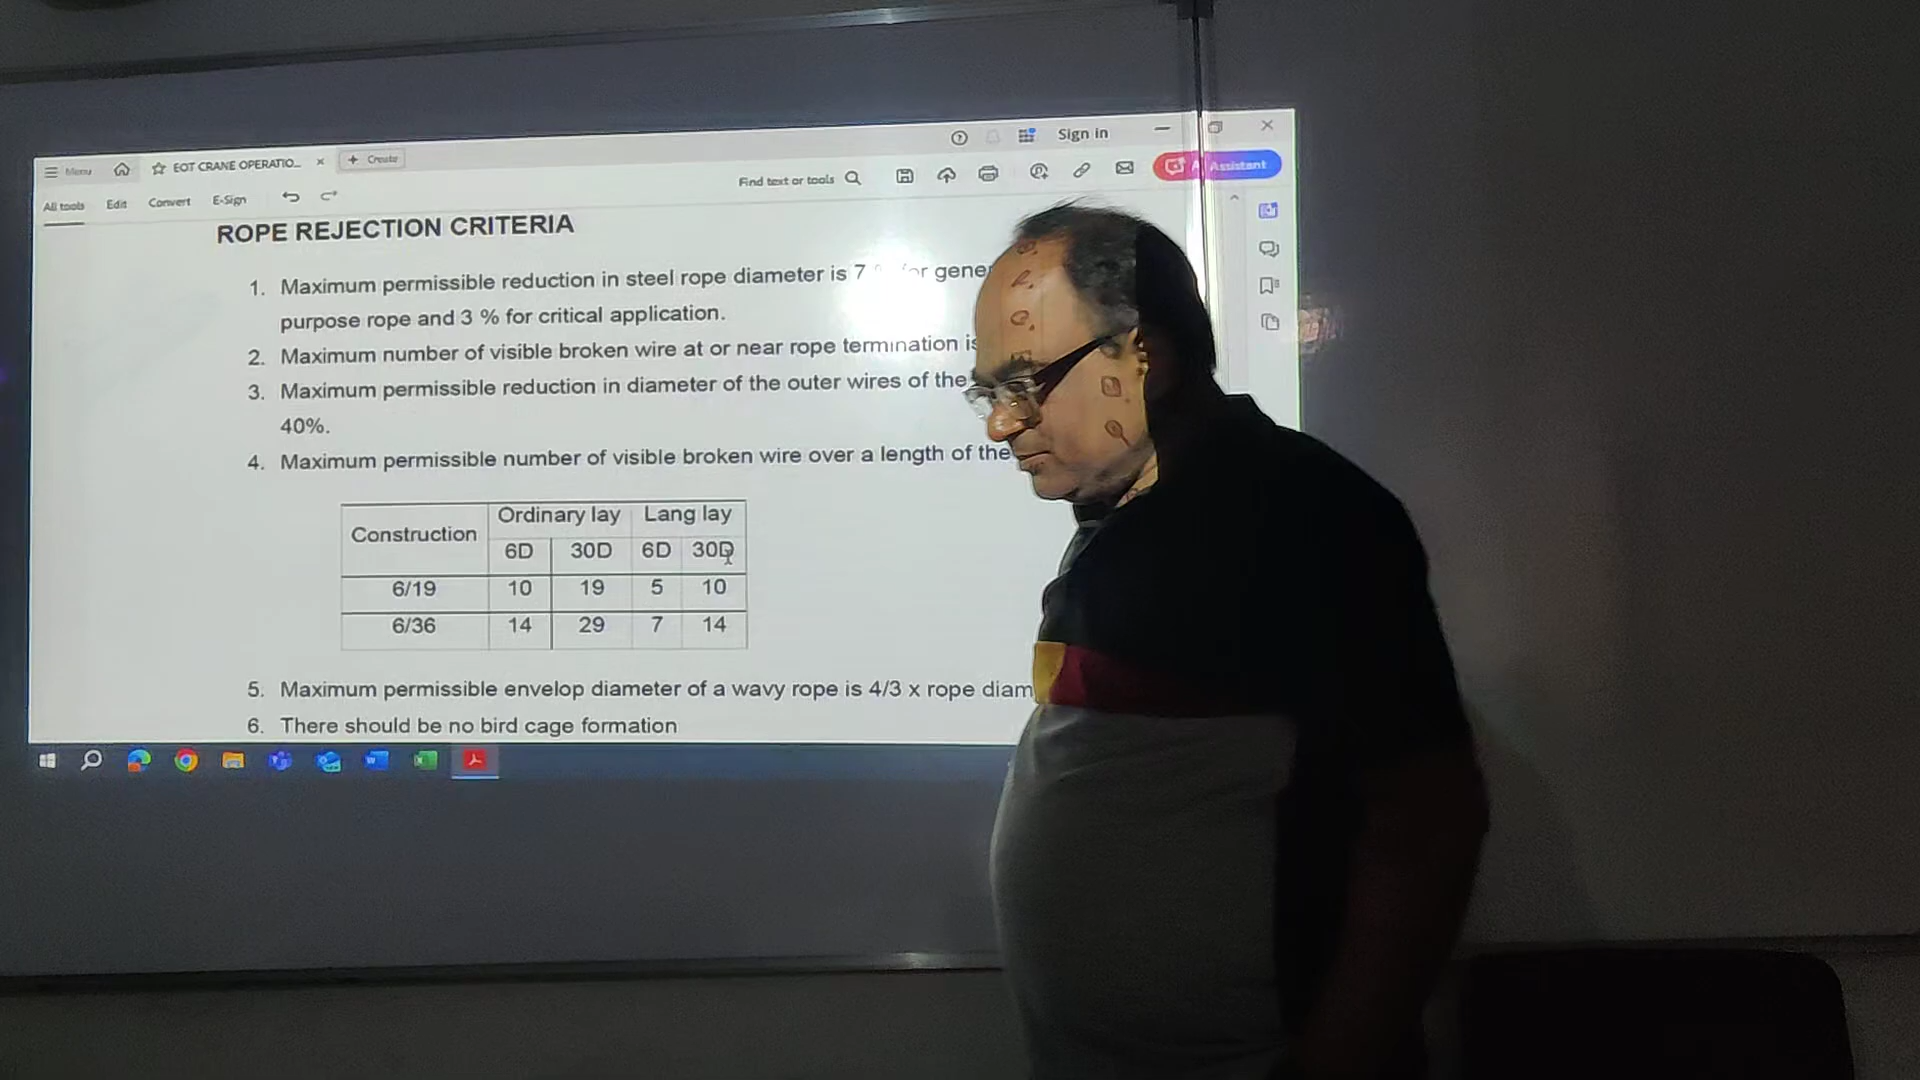 Sign in
Menu
EOT CRANE OPERATIO...
Create
Find text or tools
Assistant
All tools Edit Convert E-Sign
ROPE REJECTION CRITERIA
1. Maximum permissible reduction in steel rope diameter is 7
purpose rope and 3 % for critical application.
2. Maximum number of visible broken wire at or near rope termination is
3. Maximum permissible reduction in diameter of the outer wires of the
40%.
4. Maximum permissible number of visible broken wire over a length of the
Construction Ordinary lay Lang lay
6D 30D 6D 30D
6/19 10 19 5 10
6/36 14 29 7 14
5. Maximum permissible envelop diameter of a wavy rope is 4/3 x rope diam
6. There should be no bird cage formation